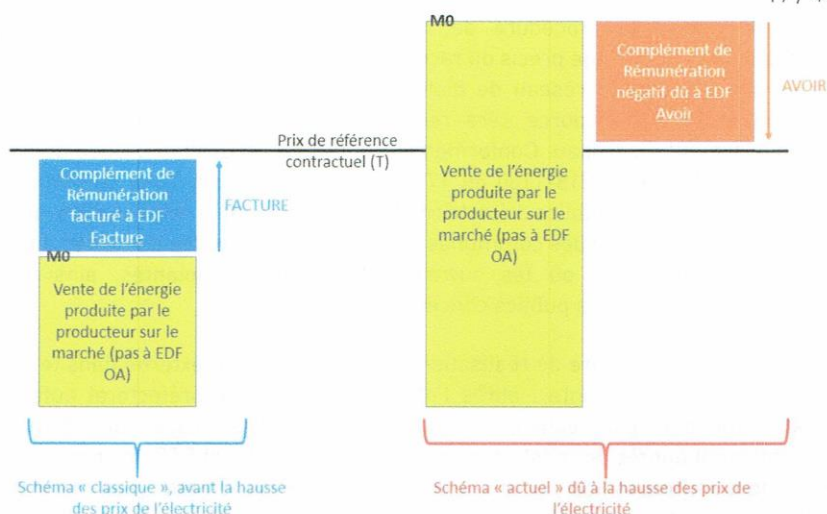 M0
Complément de
Rémunération
négatif dû à EDF
Avoir
AVOIR
Prix de référence
contractuel (T)
Complément de
Rémunération
facturé à EDF
Facture
FACTURE
Vente de l'énergie
produite par le
producteur sur le
marché (pas à EDF
OA)
M0
Vente de l'énergie
produite par le
producteur sur le
marché (pas à EDF
OA)
Schéma « classique », avant la hausse
des prix de l'électricité
Schéma « actuel » dû à la hausse des prix de
l'électricité